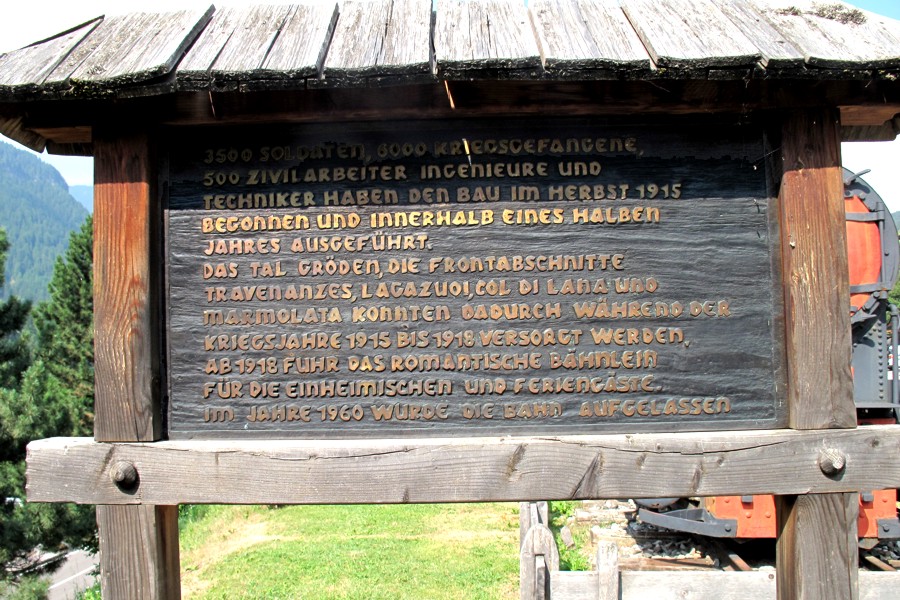 3500 SOLDATEN, 6000 KRIEGSGEFANGENE,
500 ZIVILARBEITER INGENIEURE UND
TECHNIKER HABEN DEN BAU IM HERBST 1915
BEGONNEN UND INNERHALB EINES HALBEN
JAHRES AUSGEFÜHRT.
DAS TAL GRÖDEN, DIE FRONTABSCHNITTE
TRAVENANZES, LAGAZUOI, COL DI LANA UND
MARMOLATA KONNTEN DADURCH WÄHREND DER
KRIEGSJAHRE 1915 BIS 1918 VERSORGT WERDEN,
AB 1918 FUHR DAS ROMANTISCHE BÄHNLEIN
FÜR DIE EINHEIMISCHEN UND FERIENGÄSTE.
IM JAHRE 1960 WURDE DIE BAHN AUFGELASSEN